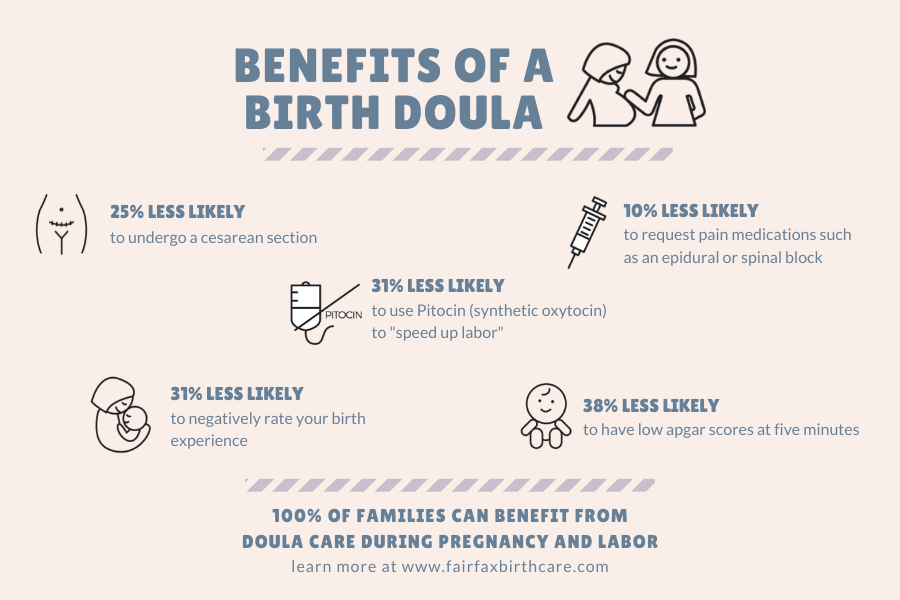 BENEFITS OF A
BIRTH DOULA
25% LESS LIKELY
to undergo a cesarean section
10% LESS LIKELY
to request pain medications such
as an epidural or spinal block
31% LESS LIKELY
to use Pitocin (synthetic oxytocin)
to "speed up labor"
PITOCIN
31% LESS LIKELY
to negatively rate your birth
experience
38% LESS LIKELY
to have low apgar scores at five minutes
100% OF FAMILIES CAN BENEFIT FROM
DOULA CARE DURING PREGNANCY AND LABOR
learn more at www.fairfaxbirthcare.com